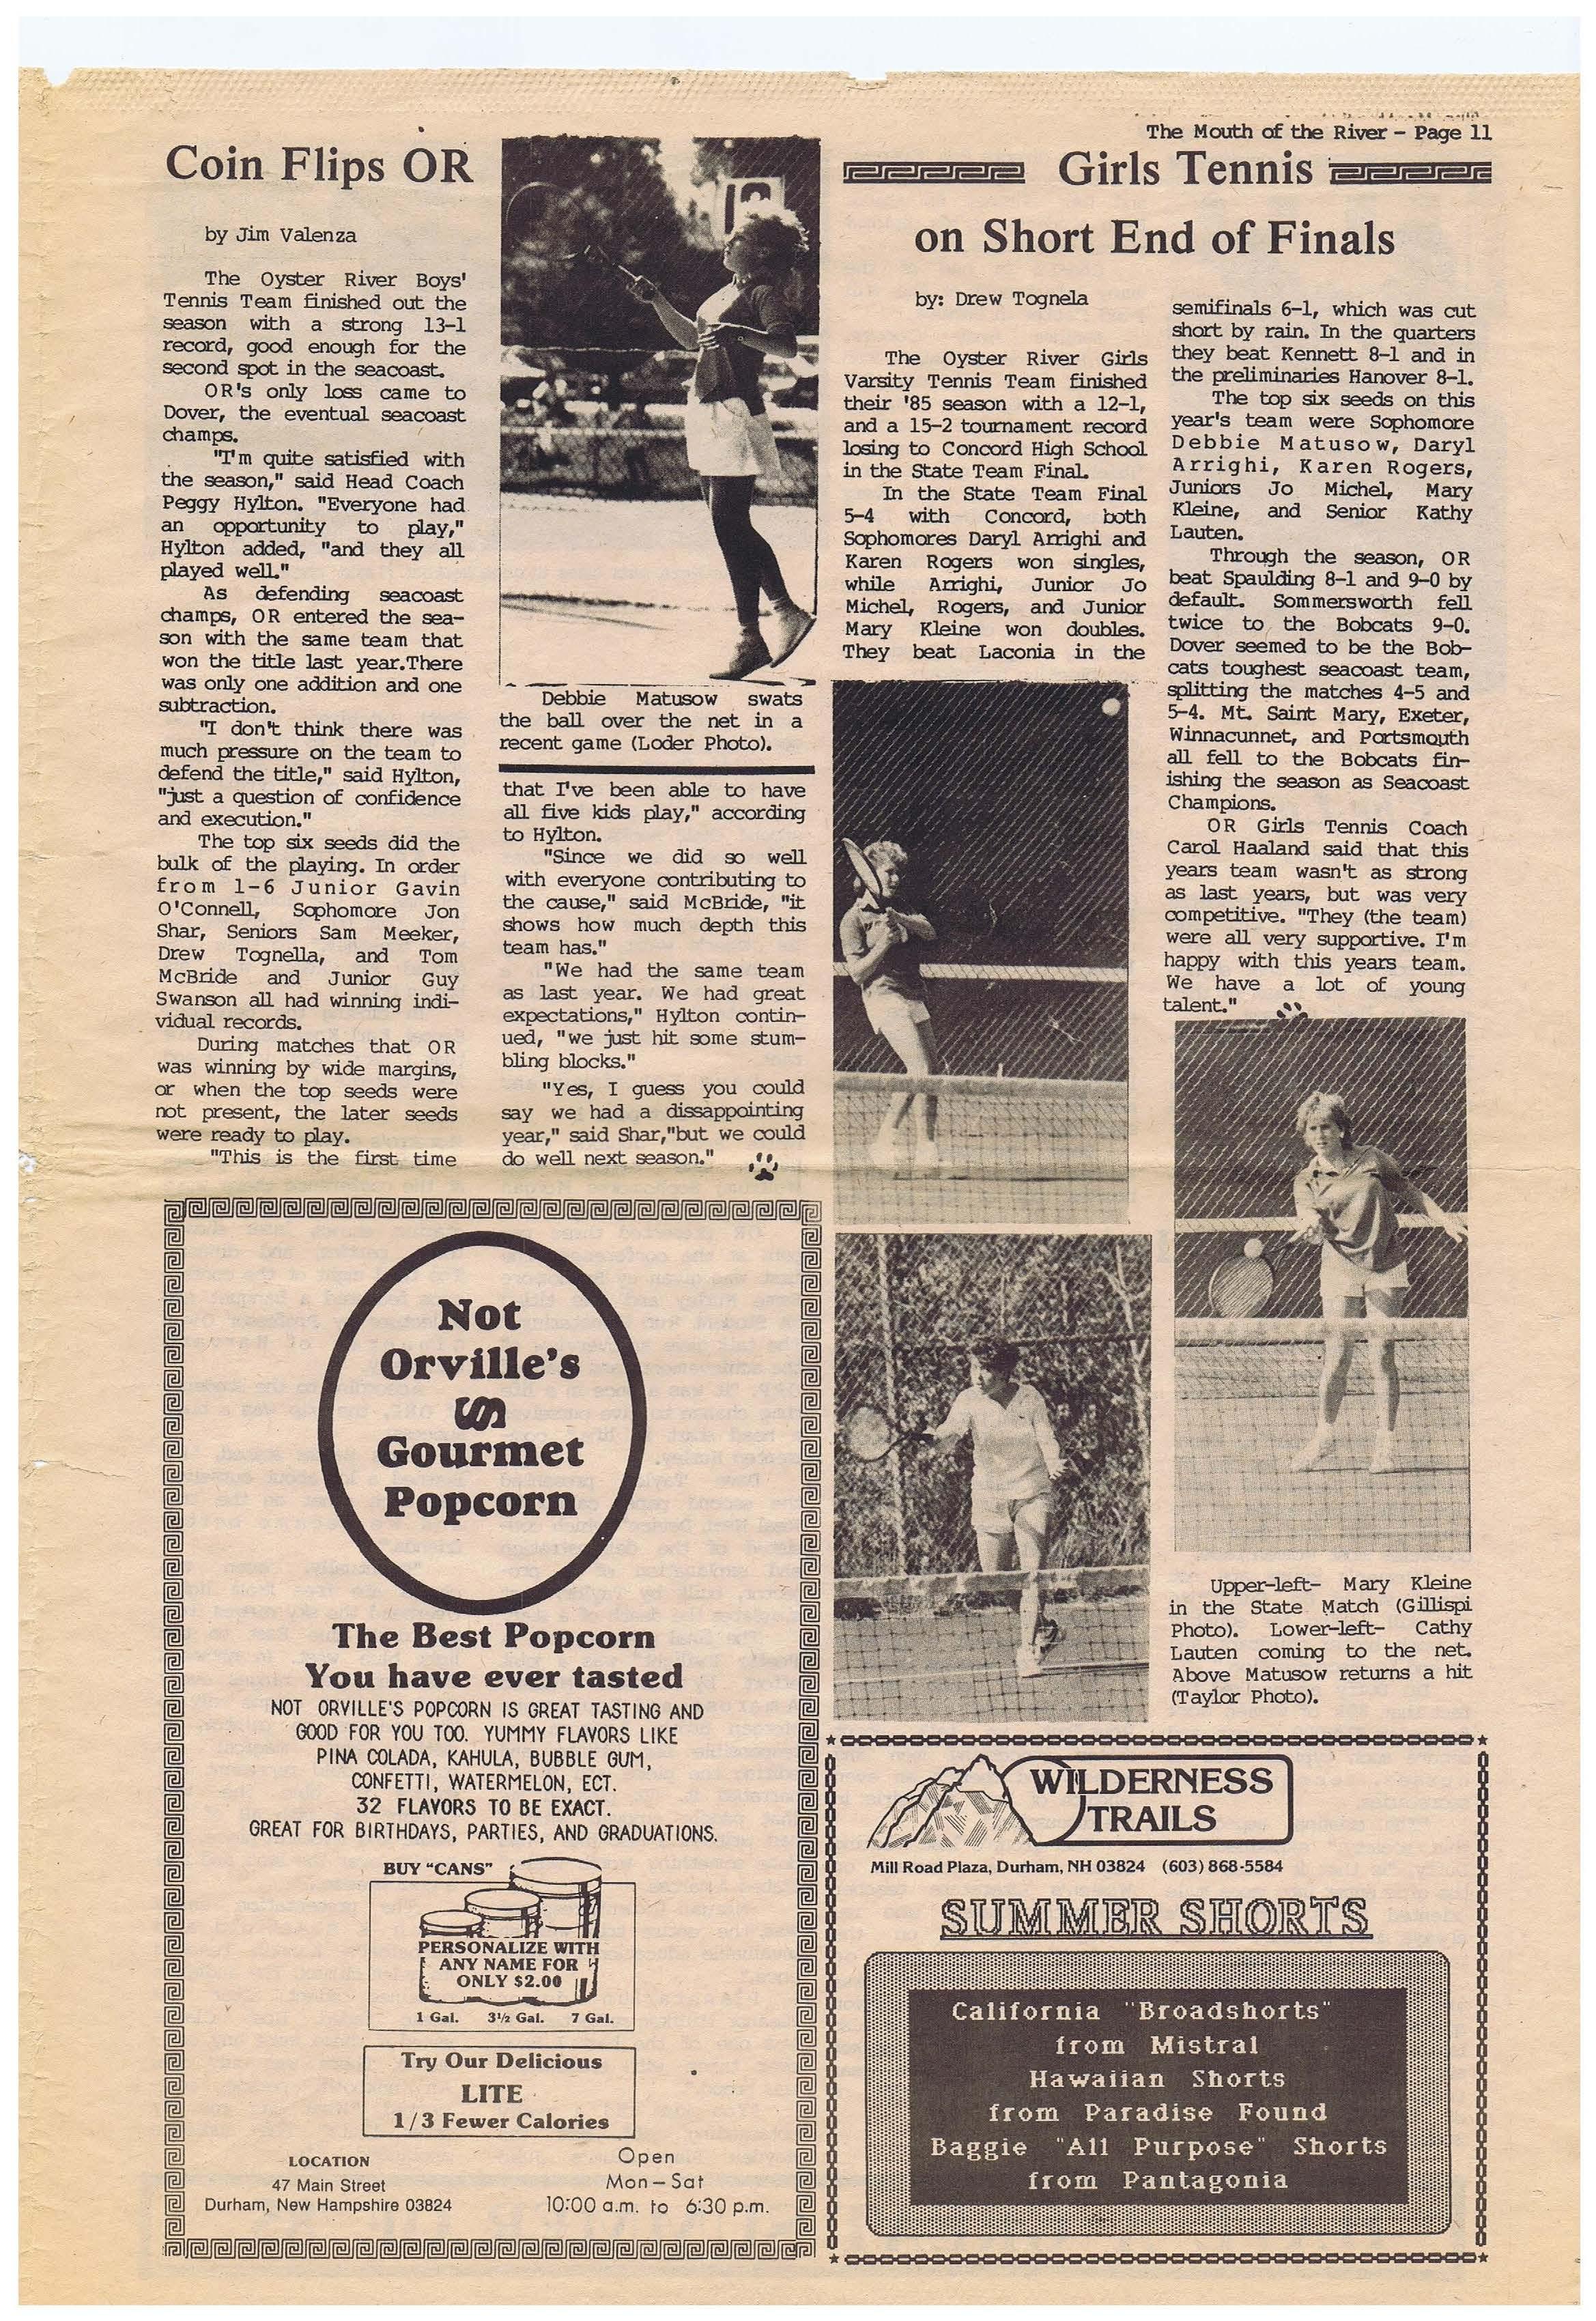 The Mouth of the River - Page 11
Coin Flips OR
by Jim Valenza
The Oyster River Boys'
Tennis Team finished out the
season with a strong 13-1
record, good enough for the
second spot in the seacoast.
OR's only loss came to
Dover, the eventual seacoast
champs.
"I'm quite satisfied with
the season," said Head Coach
Peggy Hylton. "Everyone had
an opportunity to play,"
Hylton added, "and they all
played well."
As defending seacoast
champs, OR entered the sea-
son with the same team that
won the title last year.There
was only one addition and one
subtraction.
"I don't think there was
much pressure on the team to
defend the title," said Hylton,
"just a question of confidence
and execution."
The top six seeds did the
bulk of the playing. In order
from 1-6 Junior Gavin
O'Connell, Sophomore Jon
Shar, Seniors Sam Meeker,
Drew Tognella, and Tom
McBride and Junior Guy
Swanson all had winning indi-
vidual records.
During matches that OR
was winning by wide margins,
or when the top seeds were
not present, the later seeds
were ready to play.
"This is the first time
Debbie Matusow swats
the ball over the net in a
recent game (Loder Photo).
that I've been able to have
all five kids play," according
to Hylton.
"Since we did so well
with everyone contributing to
the cause," said McBride, "it
shows how much depth this
team has."
"We had the same team
as last year. We had great
expectations," Hylton contin-
ued, "we just hit some stum-
bling blocks."
"Yes, I guess you could
say we had a dissappointing
year," said Shar,"but we could
do well next season."
Girls Tennis
on Short End of Finals
by: Drew Tognela
The Oyster River Girls
Varsity Tennis Team finished
their '85 season with a 12-1,
and a 15-2 tournament record
losing to Concord High School
in the State Team Final.
In the State Team Final
5-4 with Concord, both
Sophomores Daryl Arrighi and
Karen Rogers won singles,
while Arrighi, Junior Jo
Michel, Rogers, and Junior
Mary Kleine won doubles.
They beat Laconia in the
semifinals 6-1, which was cut
short by rain. In the quarters
they beat Kennett 8-1 and in
the preliminaries Hanover 8-1.
The top six seeds on this
year's team were Sophomore
Debbie Matusow, Daryl
Arrighi, Karen Rogers,
Juniors Jo Michel, Mary
Kleine, and Senior Kathy
Lauten.
Through the season, OR
beat Spaulding 8-1 and 9-0 by
default. Sommersworth fell
twice to the Bobcats 9-0.
Dover seemed to be the Bob-
cats toughest seacoast team,
splitting the matches 4-5 and
5-4. Mt. Saint Mary, Exeter,
Winnacunnet, and Portsmouth
all fell to the Bobcats fin-
ishing the season as Seacoast
Champions.
OR Girls Tennis Coach
Carol Haaland said that this
years team wasn't as strong
as last years, but was very
competitive. "They (the team)
were all very supportive. I'm
happy with this years team.
We have a lot of young
talent."
Upper-left- Mary Kleine
in the State Match (Gillispi
Photo). Lower-left- Cathy
Lauten coming to the net.
Above Matusow returns a hit
(Taylor Photo).
Not
Orville's
Gourmet
Popcorn
The Best Popcorn
You have ever tasted
NOT ORVILLE'S POPCORN IS GREAT TASTING AND
GOOD FOR YOU TOO. YUMMY FLAVORS LIKE
PINA COLADA, KAHULA, BUBBLE GUM,
CONFETTI, WATERMELON, ECT.
32 FLAVORS TO BE EXACT.
GREAT FOR BIRTHDAYS, PARTIES, AND GRADUATIONS.
BUY "CANS"
PERSONALIZE WITH
ANY NAME FOR
ONLY $2.00
1 Gal. 3½ Gal. 7 Gal.
Try Our Delicious
LITE
1/3 Fewer Calories
LOCATION
47 Main Street
Durham, New Hampshire 03824
Open
Mon-Sat
10:00 a.m. to 6:30 p.m.
WILDERNESS
TRAILS
Mill Road Plaza, Durham, NH 03824 (603) 868-5584
SUMMER SHORTS
California "Broadshorts"
from Mistral
Hawaiian Shorts
from Paradise Found
Baggie "All Purpose" Shorts
from Pantagonia